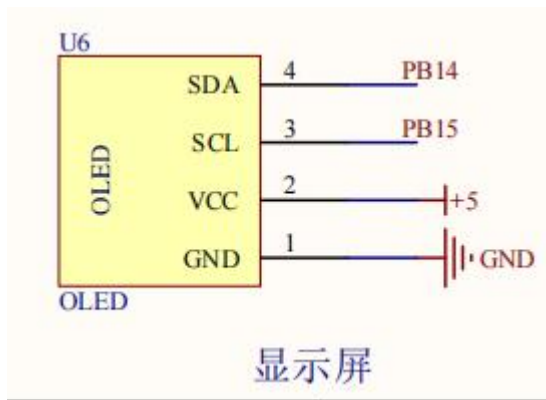 U6
SDA 4 PB14
SCL 3 PB15
OLED
VCC 2 +5
GND 1 GND
OLED
显示屏